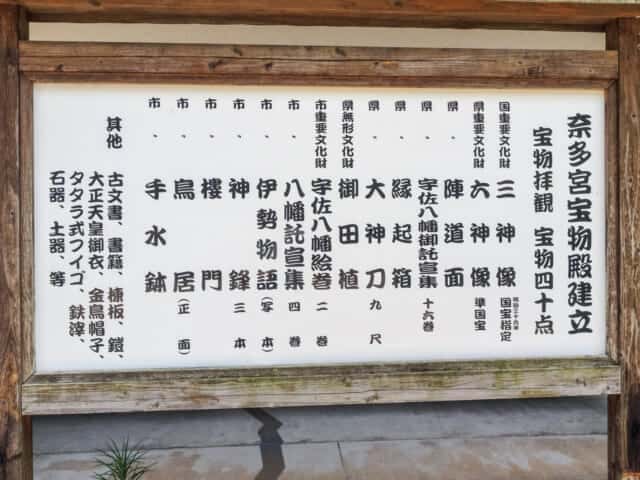 奈多宮宝物殿建立
宝物拝観 宝物四十点
国重要文化財 三神像 国宝指定
県重要文化財 六神像 準国宝
県、 陣道面
県、 宇佐八幡御託宣集 十六巻
県、 縁起箱
県、 大神刀 九尺
県無形文化財 御田植
市重要文化財 宇佐八幡絵巻 二巻
市、 八幡託宣集 四巻
市、 伊勢物語 (写本)
市、 神鋒 三本
市、 楼門
市、 鳥居 (正面)
市、 手水鉢
其他 古文書、書籍、棟板、鎧、
大正天皇御衣、金烏帽子、
タタラ式フイゴ、鉄滓、
石器、土器、等